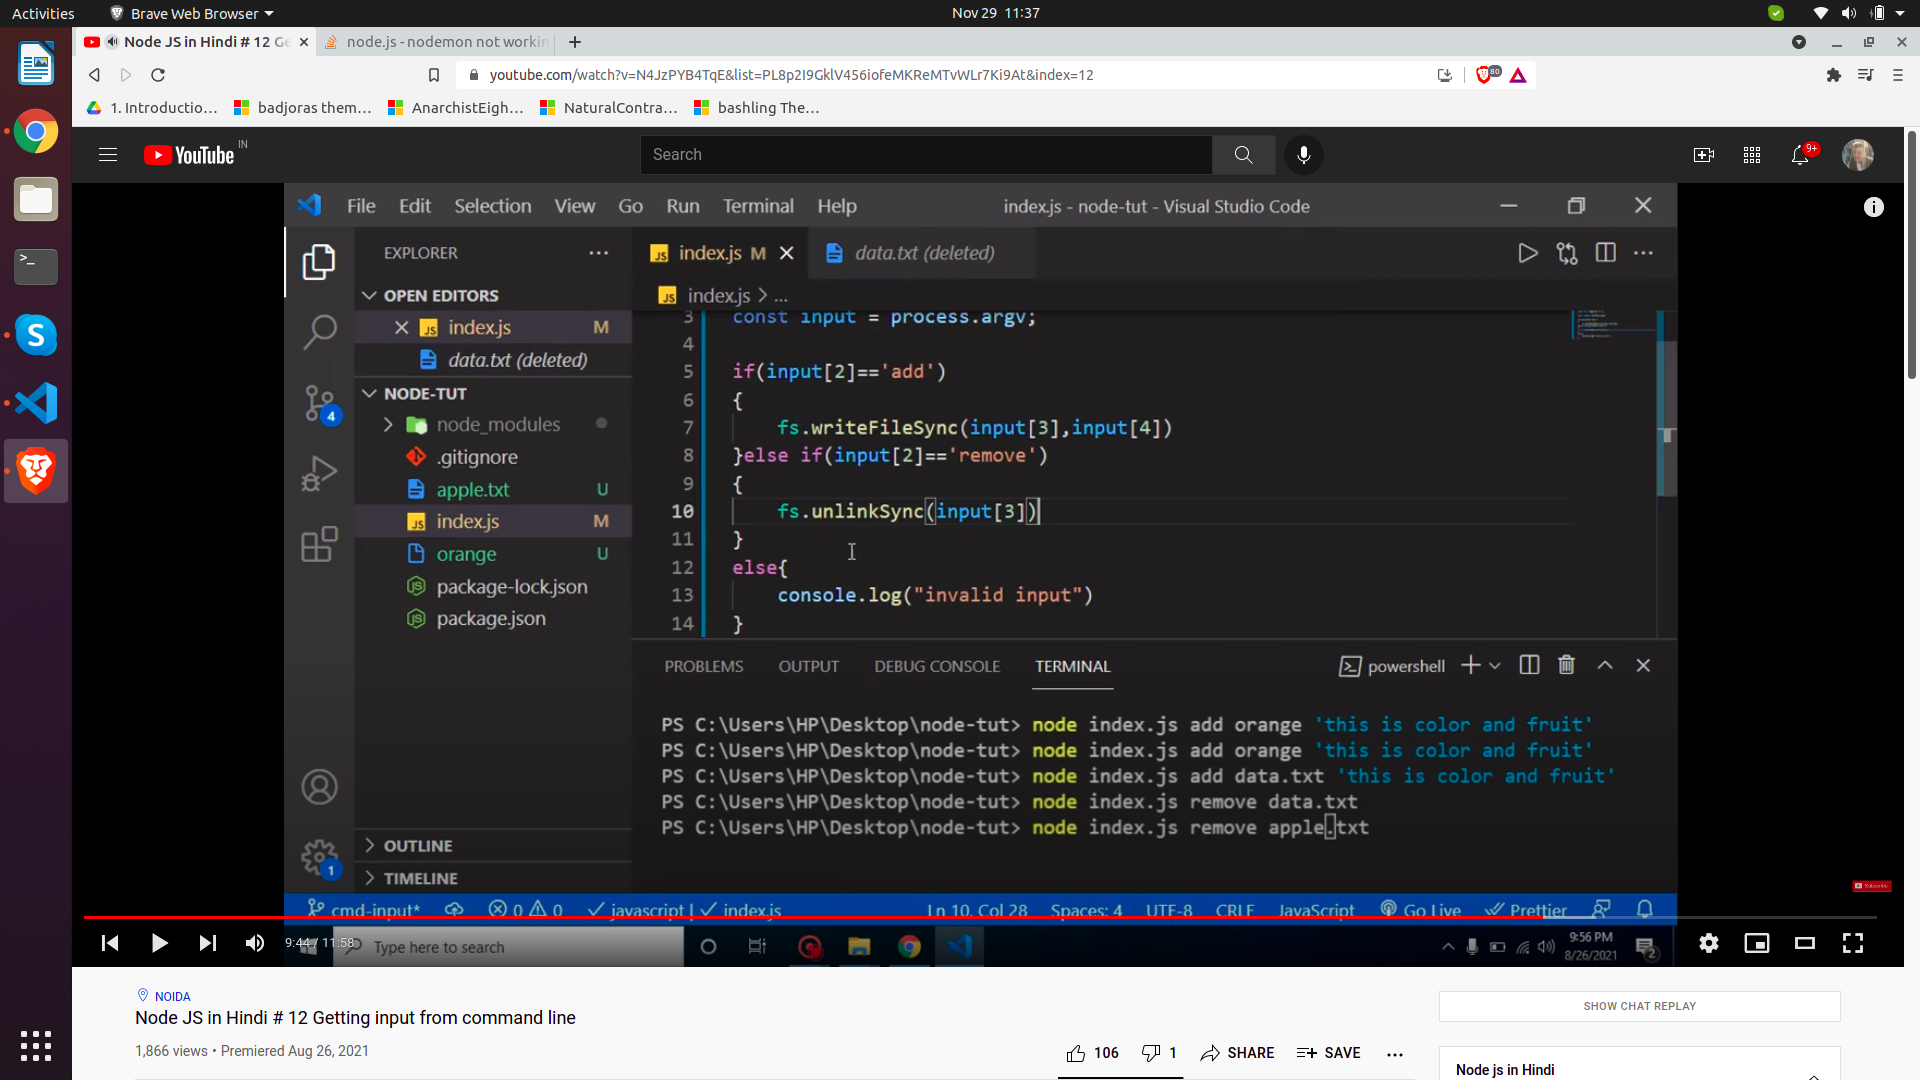 Activities
Brave Web Browser
Nov 29 11:37
Node JS in Hindi # 12 Ge
node.js - nodemon not workin
youtube.com/watch?v=N4JzPYB4TqE&list=PL8p2I9GklV456iofeMKReMTvWLr7Ki9At&index=12
80
1. Introductio...
badjoras them...
AnarchistEigh...
NaturalContra...
bashling The...
YouTube IN
Search
9+
File Edit Selection View Go Run Terminal Help
index.js - node-tut - Visual Studio Code
EXPLORER
index.js M
data.txt (deleted)
OPEN EDITORS
index.js > ...
index.js M
data.txt (deleted)
NODE-TUT
node_modules
.gitignore
apple.txt U
index.js M
orange U
package-lock.json
package.json
4
3 const input = process.argv;
4
5 if(input[2]=='add')
6 {
7 fs.writeFileSync(input[3],input[4])
8 }else if(input[2]=='remove')
9 {
10 fs.unlinkSync(input[3])
11 }
12 else{
13 console.log("invalid input")
14 }
PROBLEMS OUTPUT DEBUG CONSOLE TERMINAL
powershell
PS C:\Users\HP\Desktop\node-tut> node index.js add orange 'this is color and fruit'
PS C:\Users\HP\Desktop\node-tut> node index.js add orange 'this is color and fruit'
PS C:\Users\HP\Desktop\node-tut> node index.js add data.txt 'this is color and fruit'
PS C:\Users\HP\Desktop\node-tut> node index.js remove data.txt
PS C:\Users\HP\Desktop\node-tut> node index.js remove apple.txt
OUTLINE
1
TIMELINE
Subscribe
cmd-input* 0 0 javascript | index.js
Ln 10, Col 28 Spaces: 4 UTF-8 CRLF JavaScript Go Live Prettier
9:44 / 11:58
Type here to search
9:56 PM
8/26/2021
2
NOIDA
Node JS in Hindi # 12 Getting input from command line
1,866 views • Premiered Aug 26, 2021
106
1
SHARE
SAVE
SHOW CHAT REPLAY
Node js in Hindi